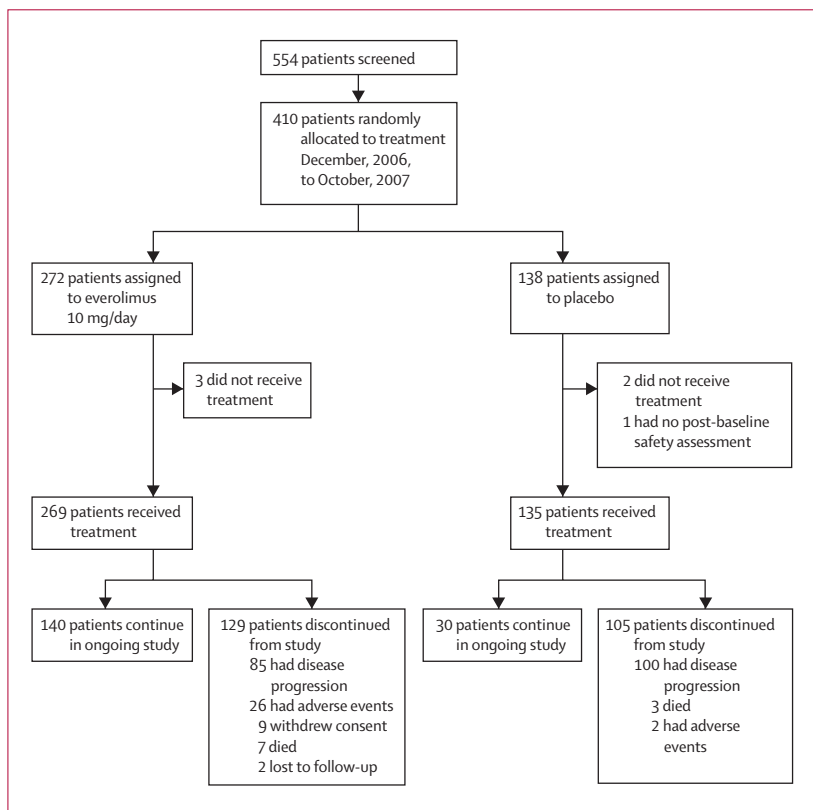 554 patients screened
410 patients randomly
allocated to treatment
December, 2006,
to October, 2007
272 patients assigned
to everolimus
10 mg/day
138 patients assigned
to placebo
3 did not receive
treatment
2 did not receive
treatment
1 had no post-baseline
safety assessment
269 patients received
treatment
135 patients received
treatment
140 patients continue
in ongoing study
129 patients discontinued
from study
85 had disease
progression
26 had adverse events
9 withdrew consent
7 died
2 lost to follow-up
30 patients continue
in ongoing study
105 patients discontinued
from study
100 had disease
progression
3 died
2 had adverse
events